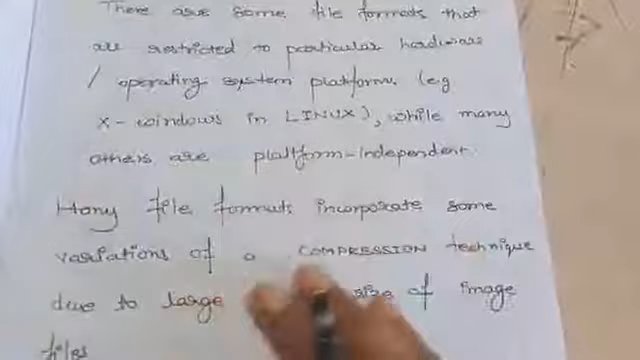 There are some file formats that
are restricted to particular hardware
/ operating system platform (e.g
X-windows in LINUX), while many
others are platform-independent.
Many file formats incorporate some
variations of a COMPRESSION technique
due to large size of image
files